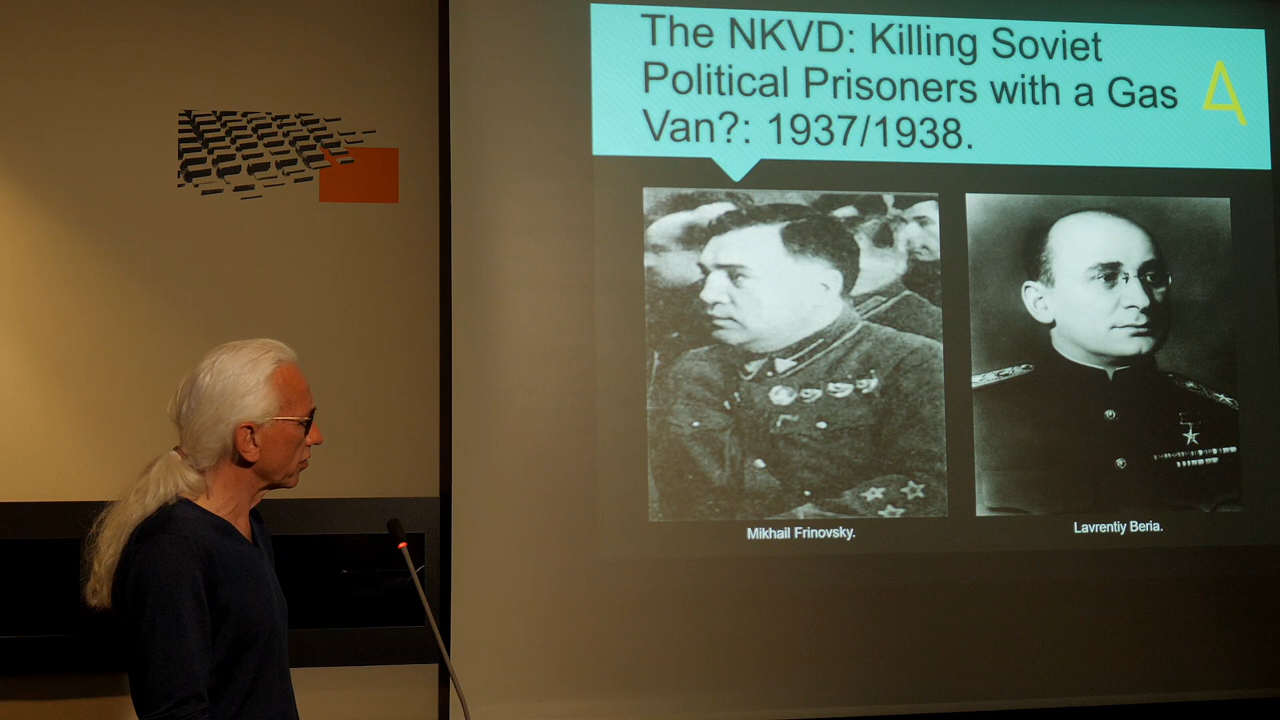 The NKVD: Killing Soviet
Political Prisoners with a Gas
Van?: 1937/1938.
Mikhail Frinovsky.
Lavrentiy Beria.